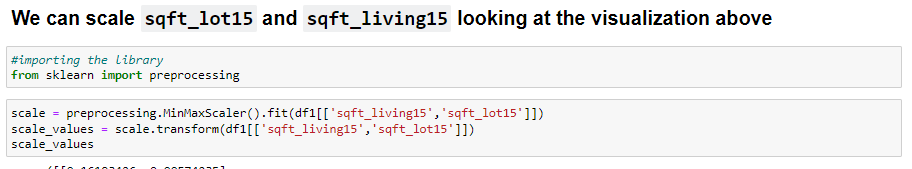 We can scale sqft_lot15 and sqft_living15 looking at the visualization above
#importing the library
from sklearn import preprocessing
scale = preprocessing.MinMaxScaler().fit(df1[['sqft_living15','sqft_lot15']])
scale_values = scale.transform(df1[['sqft_living15','sqft_lot15']])
scale_values